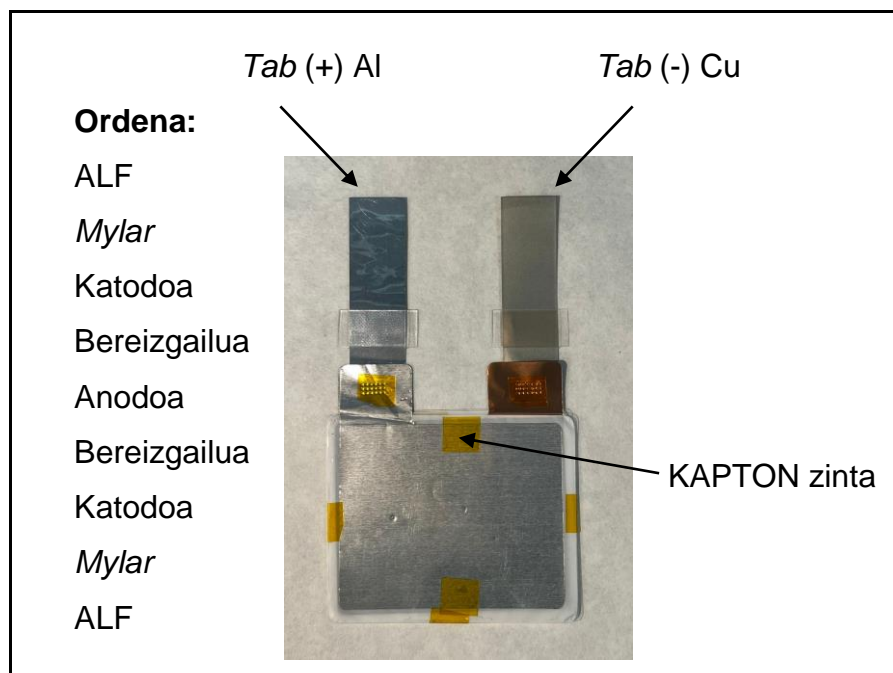 Tab (+) Al
Tab (-) Cu
Ordena:
ALF
Mylar
Katodoa
Bereizgailua
Anodoa
Bereizgailua
Katodoa
Mylar
ALF
KAPTON zinta